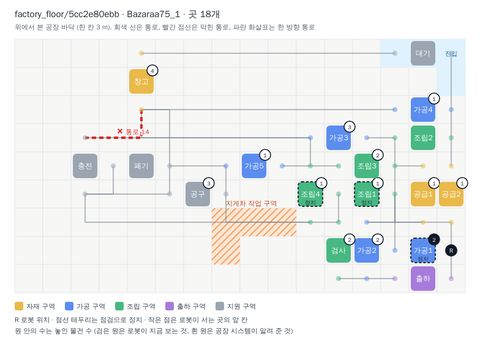 factory_floor/5cc2e80ebb · Bazaraa75_1 · 곳 18개
위에서 본 공장 바닥 (한 칸 3 m). 회색 선은 통로, 빨간 점선은 막힌 통로, 파란 화살표는 한 방향 통로
대기
진입
창고 4
가공4 1
✕ 통로 14
가공3 3
조립2
충전
폐기
가공5 1
조립3 2
공구 3
조립4 2
조립1 1
공급1 1
공급2 1
지게차 작업 구역
검사 2
가공2 2
가공1 2
R
출하
자재 구역 가공 구역 조립 구역 출하 구역 지원 구역
R 로봇 위치 · 점선 테두리는 점검으로 정지 · 작은 점은 로봇이 서는 곳의 앞 칸
원 안의 수는 놓인 물건 수 (검은 원은 로봇이 지금 보는 것, 흰 원은 공장 시스템이 알려 준 것)